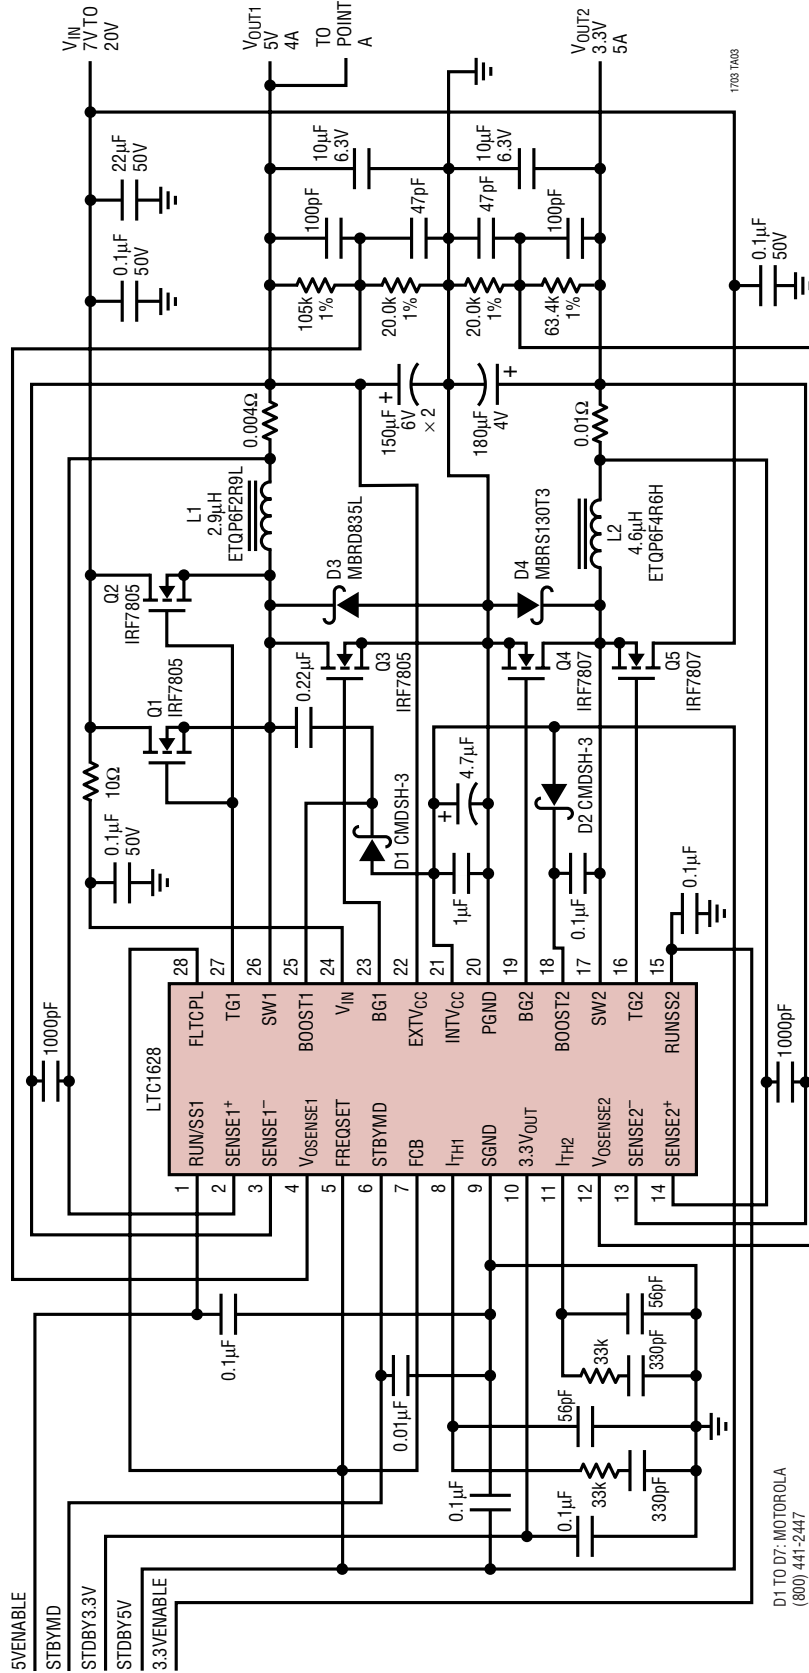 VIN
7V TO
20V
VOUT1
5V
4A
TO
POINT
A
VOUT2
3.3V
5A
1703 TA03
22μF
50V
0.1μF
50V
10μF
6.3V
10μF
6.3V
100pF
47pF
47pF
100pF
105k
1%
20.0k
1%
20.0k
1%
63.4k
1%
0.1μF
50V
0.004Ω
150μF
6V
×2
+
180μF
4V
+
0.01Ω
L1
2.9μH
ETQP6F2R9L
L2
4.6μH
ETQP6F4R6H
D3
MBRD835L
D4
MBRS130T3
Q2
IRF7805
Q1
IRF7805
Q3
IRF7805
Q4
IRF7807
Q5
IRF7807
0.22μF
10Ω
0.1μF
50V
D1 CMDSH-3
4.7μF
+
1μF
D2 CMDSH-3
0.1μF
0.1μF
1000pF
LTC1628
28
27
26
25
24
23
22
21
20
19
18
17
16
15
FLTCPL
TG1
SW1
BOOST1
VIN
BG1
EXTVCC
INTVCC
PGND
BG2
BOOST2
SW2
TG2
RUNSS2
RUN/SS1
SENSE1+
SENSE1–
VOSENSE1
FREQSET
STBYMD
FCB
ITH1
SGND
3.3VOUT
ITH2
VOSENSE2
SENSE2–
SENSE2+
1
2
3
4
5
6
7
8
9
10
11
12
13
14
1000pF
0.1μF
0.01μF
0.1μF
56pF
33k
330pF
56pF
33k
330pF
0.1μF
5VENABLE
STBYMD
STDBY3.3V
STDBY5V
3.3VENABLE
D1 TO D7: MOTOROLA
(800) 441-2447